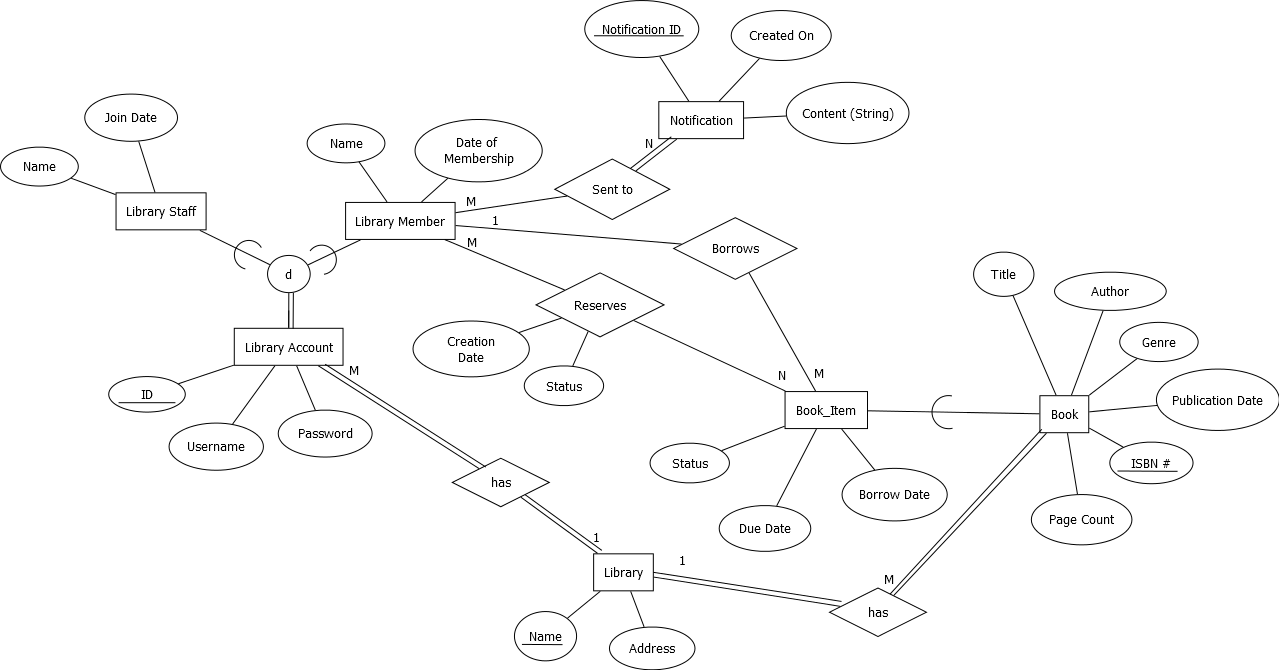 Notification ID
Created On
Content (String)
Notification
Join Date
Name
Library Staff
Name
Date of
Membership
Library Member
N
Sent to
M
1
M
Borrows
d
Reserves
Creation
Date
Status
Title
Author
Genre
Publication Date
Library Account
M
ID
Username
Password
N
M
Book_Item
Book
ISBN #
Page Count
Status
Due Date
Borrow Date
has
1
Library
1
M
has
Name
Address